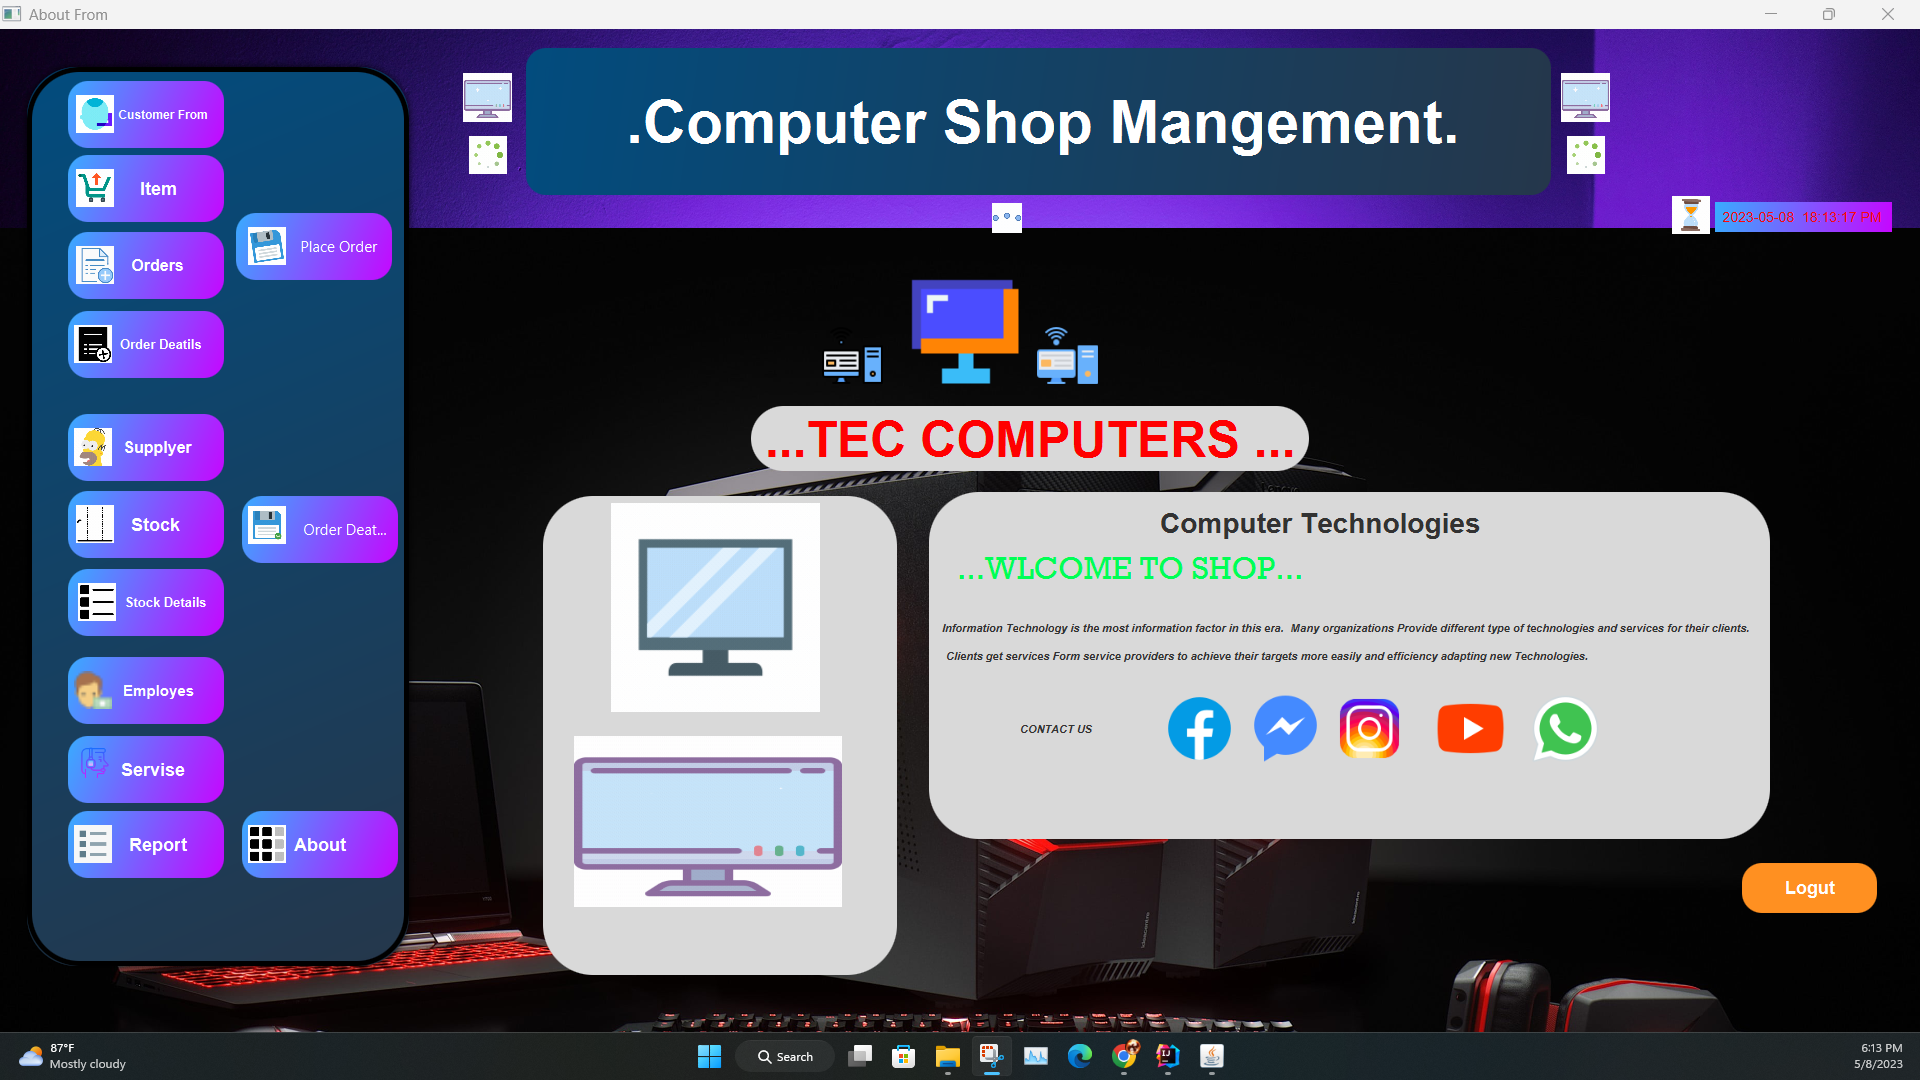 About From
.Computer Shop Mangement.
2023-05-08 18:13:17 PM
Customer From
Item
Orders
Place Order
Order Deatils
Supplyer
Stock
Order Deat...
Stock Details
Employes
Servise
Report
About
...TEC COMPUTERS ...
Computer Technologies
...WLCOME TO SHOP...
Information Technology is the most information factor in this era. Many organizations Provide different type of technologies and services for their clients.
Clients get services Form service providers to achieve their targets more easily and efficiency adapting new Technologies.
CONTACT US
Logut
87°F
Mostly cloudy
Search
6:13 PM
5/8/2023